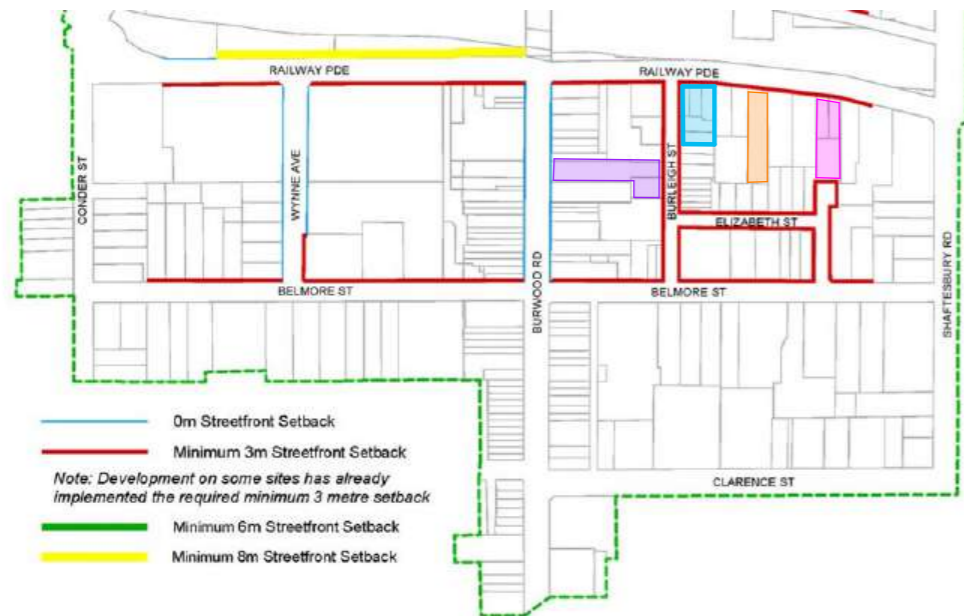 RAILWAY PDE
RAILWAY PDE
CONDER ST
WYNNE AVE
BURLEIGH ST
ELIZABETH ST
BELMORE ST
BURWOOD RD
BELMORE ST
SHAFTESBURY RD
0m Streetfront Setback
Minimum 3m Streetfront Setback
Note: Development on some sites has already
implemented the required minimum 3 metre setback
CLARENCE ST
Minimum 6m Streetfront Setback
Minimum 8m Streetfront Setback